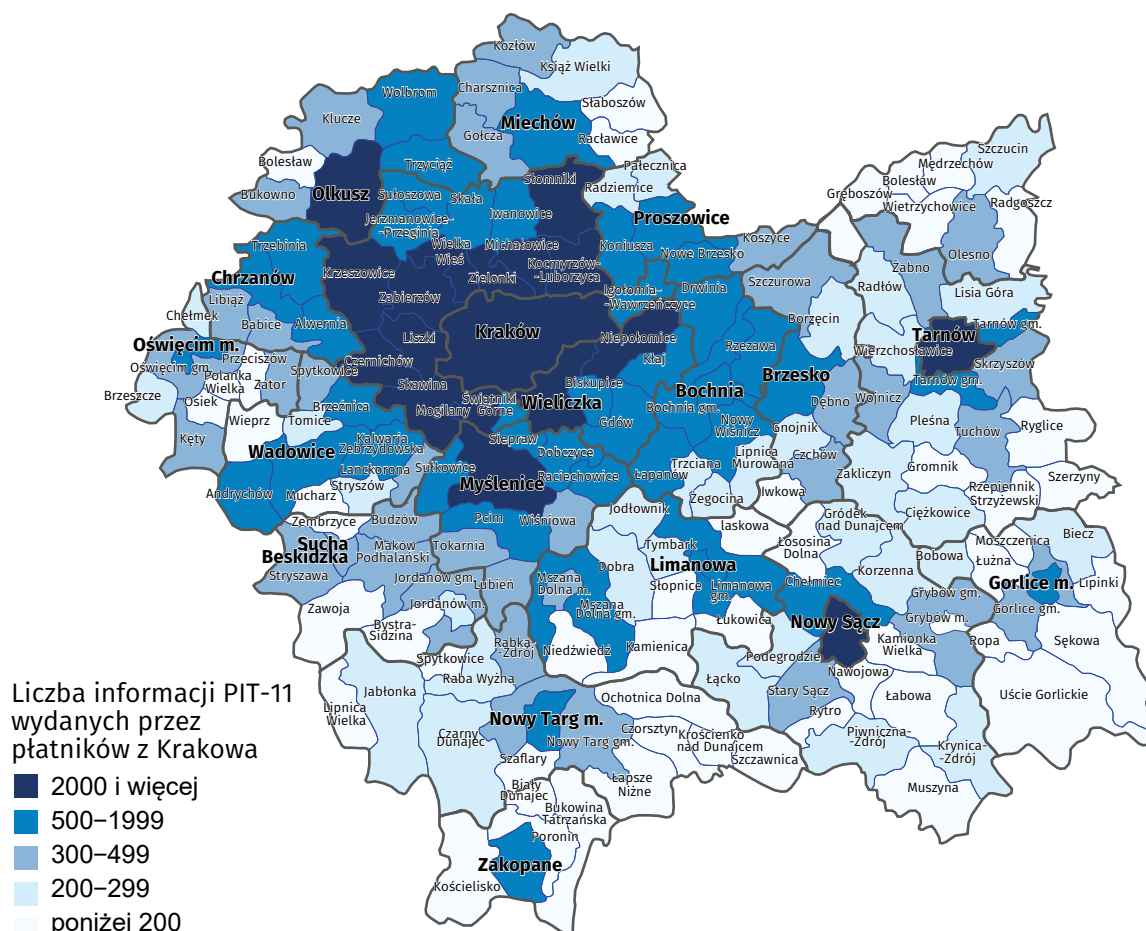 Kozłów
Książ Wielki
Charsznica
Wolbrom
Słaboszów
Klucze
Miechów
Gołcza
Racławice
Szczucin
Bolesław
Trzyciąż
Pałecznica
Mędrzechów
Słomniki
Radziemice
Bolesław
Olkusz
Sułoszowa
Skała
Gręboszów
Bukowno
Iwanowice
Wietrzychowice
Radgoszcz
Jerzmanowice-
-Przeginia
Proszowice
Trzebinia
Wielka
Wieś
Michałowice
Koniusza
Nowe Brzesko
Koszyce
Olesno
Krzeszowice
Kocmyrzów-
-Luborzyca
Żabno
Chrzanów
Zielonki
Szczurowa
Radłów
Lisia Góra
Libiąż
Zabierzów
Igołomia-
-Wawrzeńczyce
Drwinia
Chełmek
Babice
Alwernia
Kraków
Borzęcin
Tarnów
Tarnów gm.
Liszki
Niepołomice
Rzezawa
Wierzchosławice
Oświęcim m.
Oświęcim gm.
Przeciszów
Czernichów
Kłaj
Skrzyszów
Polanka
Wielka
Spytkowice
Brzesko
Tarnów gm.
Zator
Skawina
Biskupice
Bochnia
Brzeszcze
Osiek
Świątniki
Górne
Wieliczka
Bochnia gm.
Dębno
Wojnicz
Brzeźnica
Mogilany
Wieprz
Tomice
Gdów
Nowy
Wiśnicz
Gnojnik
Pleśna
Tuchów
Ryglice
Kęty
Kalwaria
Zebrzydowska
Siepraw
Wadowice
Dobczyce
Lipnica
Murowana
Czchów
Lanckorona
Sułkowice
Trzciana
Gromnik
Stryszów
Myślenice
Raciechowice
Łapanów
Zakliczyn
Szerzyny
Andrychów
Mucharz
Żegocina
Iwkowa
Rzepiennik
Strzyżewski
Jodłownik
Gródek
nad Dunajcem
Ciężkowice
Zembrzyce
Budzów
Pcim
Wiśniowa
laskowa
Biecz
Sucha
Beskidzka
Maków
Podhalański
Tokarnia
Tymbark
Łososina
Dolna
Moszczenica
Bobowa
Łużna
Dobra
Limanowa
Stryszawa
Jordanów gm.
Lubień
Mszana
Dolna m.
Słopnice
Limanowa
gm.
Chełmiec
Korzenna
Gorlice m.
Lipinki
Grybów gm.
Zawoja
Jordanów m.
Mszana
Dolna gm.
Łukowica
Nowy Sącz
Grybów m.
Gorlice gm.
Bystra-
-Sidzina
Rabka-
-Zdrój
Niedźwiedź
Kamienica
Kamionka
Wielka
Ropa
Sękowa
Spytkowice
Podegrodzie
Nawojowa
Raba Wyżna
Łącko
Jabłonka
Ochotnica Dolna
Stary Sącz
Łabowa
Uście Gorlickie
Lipnica
Wielka
Rytro
Nowy Targ m.
Czorsztyn
Krościenko
nad Dunajcem
Piwniczna-
-Zdrój
Krynica-
-Zdrój
Czarny
Dunajec
Nowy Targ gm.
Szaflary
Szczawnica
Łapsze
Niżne
Muszyna
Biały
Dunajec
Bukowina
Tatrzańska
Poronin
Zakopane
Kościelisko
Liczba informacji PIT-11
wydanych przez
płatników z Krakowa
2000 i więcej
500–1999
300–499
200–299
poniżej 200